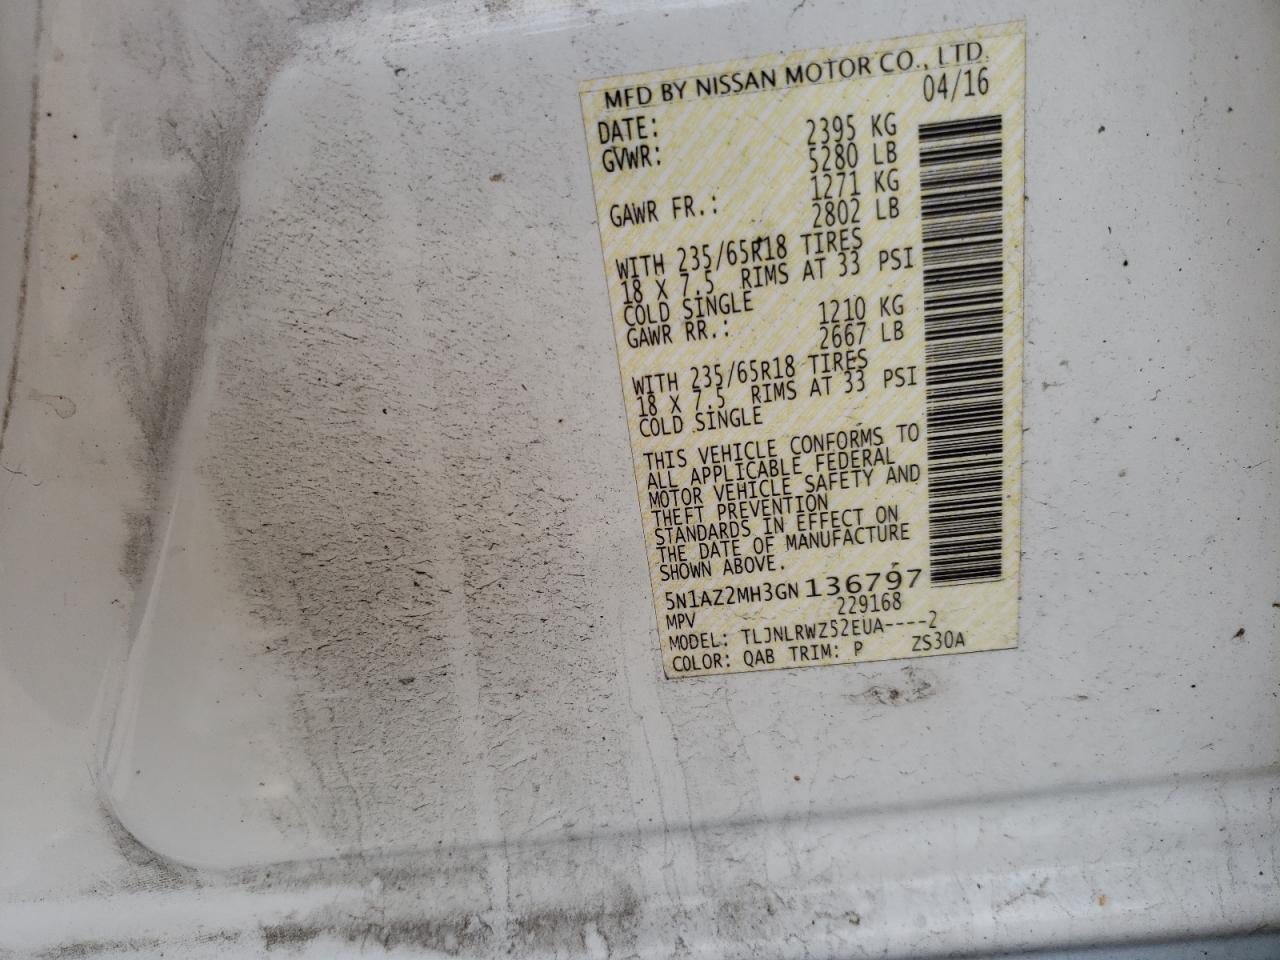 MFD BY NISSAN MOTOR CO., LTD.
DATE: 04/16
GVWR: 2395 KG
5280 LB
GAWR FR.: 1271 KG
2802 LB
WITH 235/65R18 TIRES
18 X 7.5 RIMS AT 33 PSI
COLD SINGLE
GAWR RR.: 1210 KG
2667 LB
WITH 235/65R18 TIRES
18 X 7.5 RIMS AT 33 PSI
COLD SINGLE
THIS VEHICLE CONFORMS TO
ALL APPLICABLE FEDERAL
MOTOR VEHICLE SAFETY AND
THEFT PREVENTION
STANDARDS IN EFFECT ON
THE DATE OF MANUFACTURE
SHOWN ABOVE.
5N1AZ2MH3GN136797
MPV 229168
MODEL: TLJNLRWZ52EUA----2
COLOR: QAB TRIM: P ZS30A